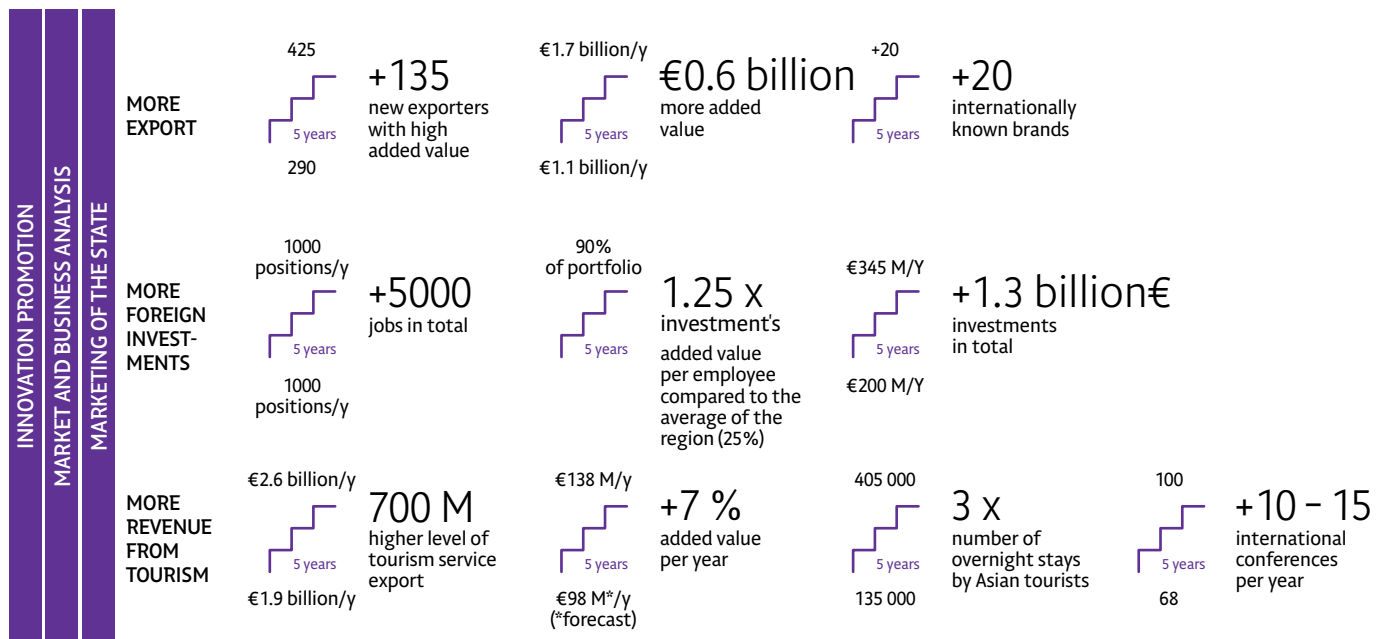 INNOVATION PROMOTION
MARKET AND BUSINESS ANALYSIS
MARKETING OF THE STATE
MORE
EXPORT
425
5 years
290
+135
new exporters
with high
added value
€1.7 billion/y
5 years
€1.1 billion/y
€0.6 billion
more added
value
+20
5 years
+20
internationally
known brands
MORE
FOREIGN
INVEST-
MENTS
1000
positions/y
5 years
1000
positions/y
+5000
jobs in total
90%
of portfolio
5 years
1.25 x
investment's
added value
per employee
compared to the
average of the
region (25%)
€345 M/Y
5 years
€200 M/Y
+1.3 billion€
investments
in total
MORE
REVENUE
FROM
TOURISM
€2.6 billion/y
5 years
€1.9 billion/y
700 M
higher level of
tourism service
export
€138 M/y
5 years
€98 M*/y
(*forecast)
+7 %
added value
per year
405 000
5 years
135 000
3 x
number of
overnight stays
by Asian tourists
100
5 years
68
+10 – 15
international
conferences
per year